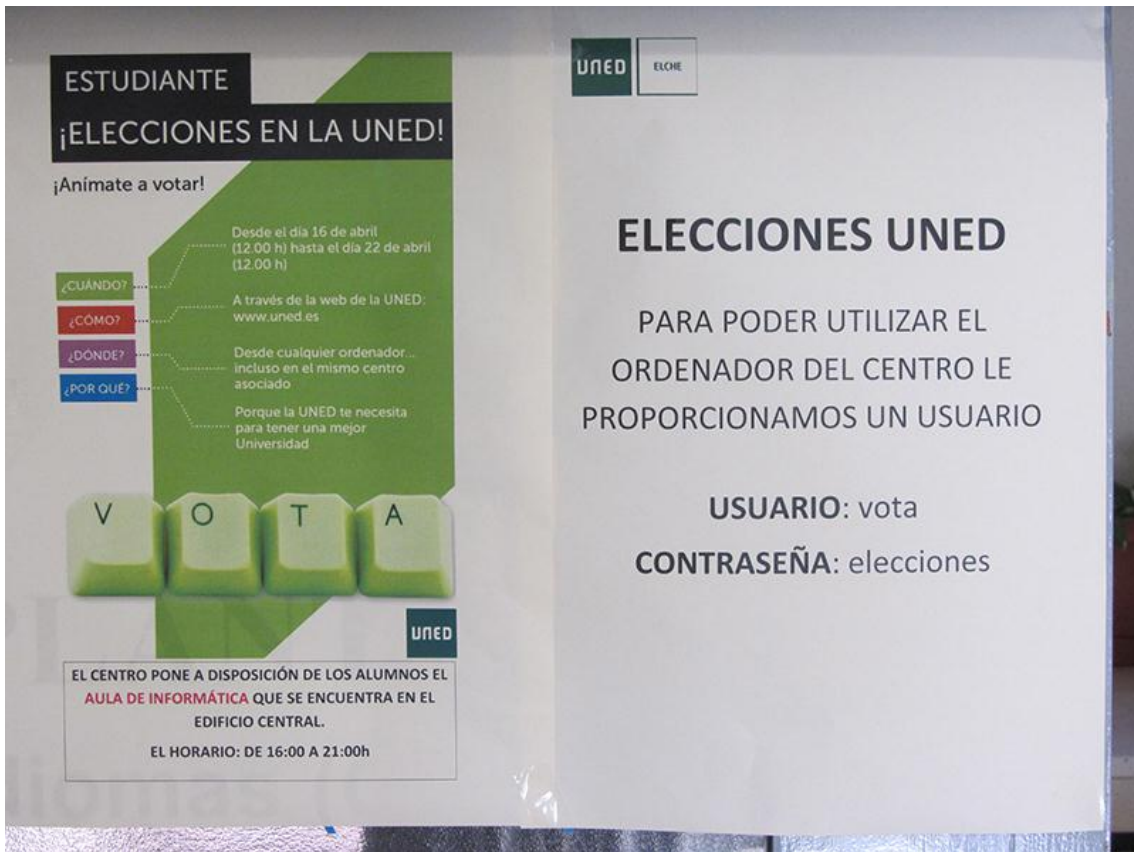 ESTUDIANTE
¡ELECCIONES EN LA UNED!
¡Anímate a votar!
¿CUÁNDO?
Desde el día 16 de abril
(12.00 h) hasta el día 22 de abril
(12.00 h)
¿CÓMO?
A través de la web de la UNED:
www.uned.es
¿DÓNDE?
Desde cualquier ordenador...
incluso en el mismo centro
asociado
¿POR QUÉ?
Porque la UNED te necesita
para tener una mejor
Universidad
V O T A
UNED
EL CENTRO PONE A DISPOSICIÓN DE LOS ALUMNOS EL
AULA DE INFORMÁTICA QUE SE ENCUENTRA EN EL
EDIFICIO CENTRAL.
EL HORARIO: DE 16:00 A 21:00h
UNED ELCHE
ELECCIONES UNED
PARA PODER UTILIZAR EL
ORDENADOR DEL CENTRO LE
PROPORCIONAMOS UN USUARIO
USUARIO: vota
CONTRASEÑA: elecciones